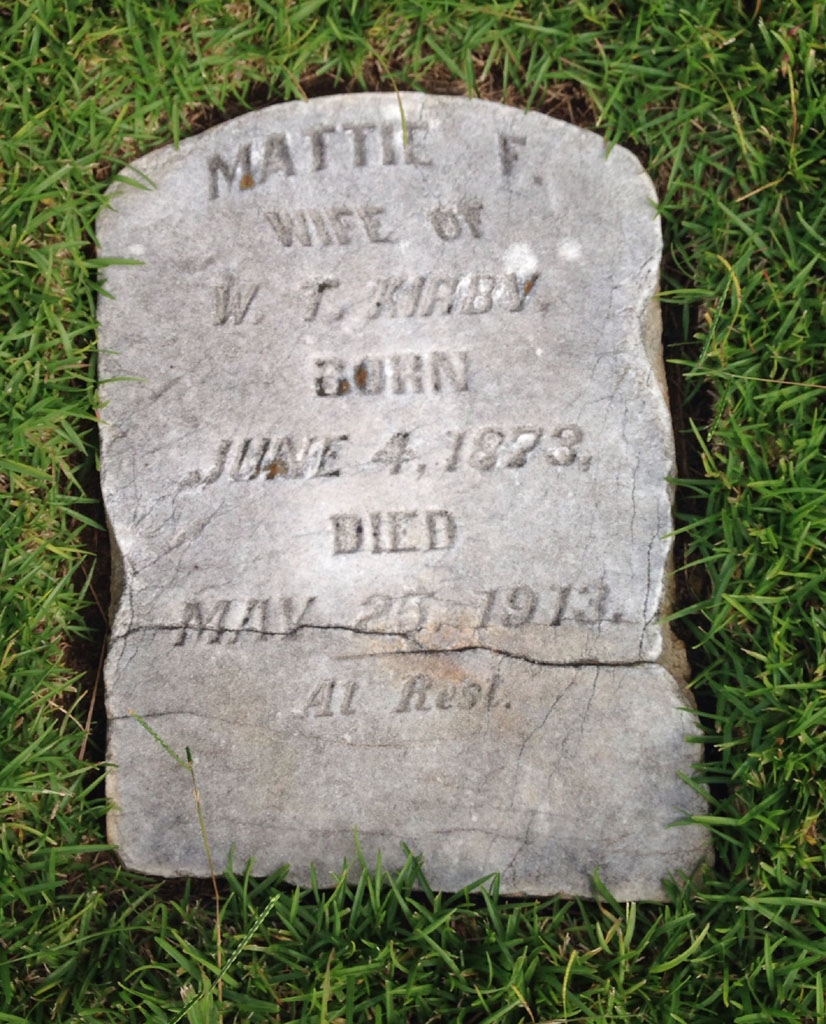 MATTIE F.
WIFE OF
W. T. KIRBY.
BORN
JUNE 4, 1873.
DIED
MAY 25, 1913.
At Rest.